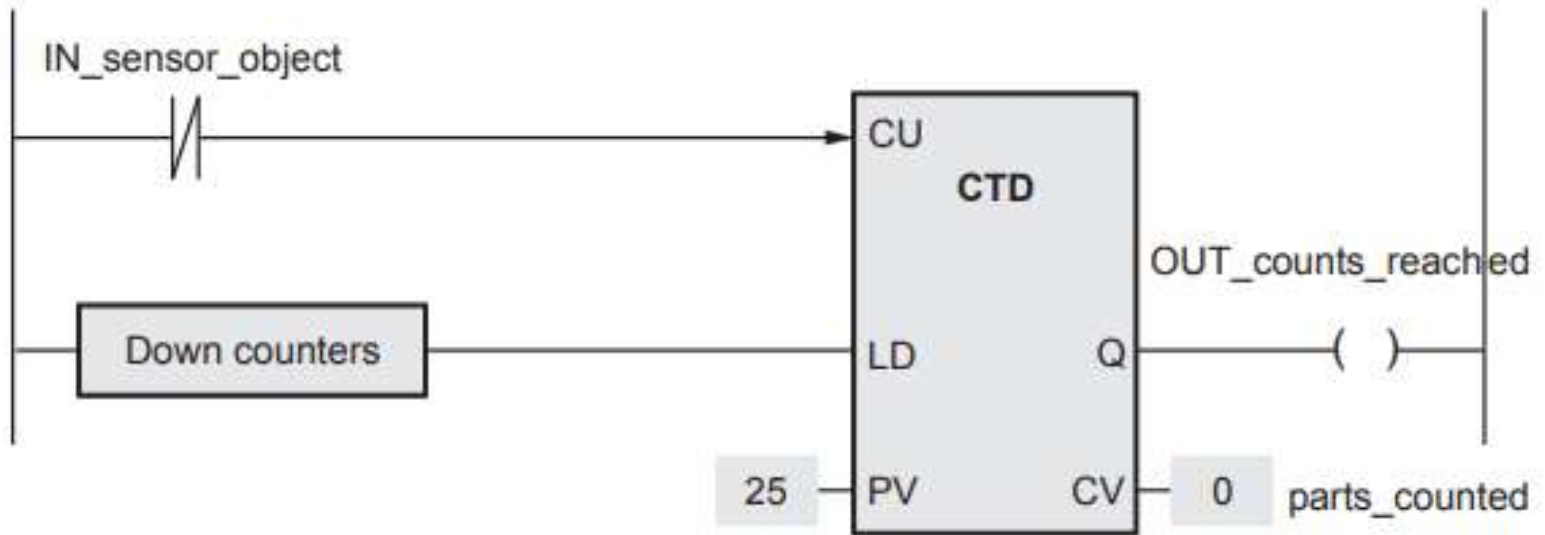 IN_sensor_object
CU
CTD
OUT_counts_reached
Down counters
LD
Q
25
PV
CV
0
parts_counted